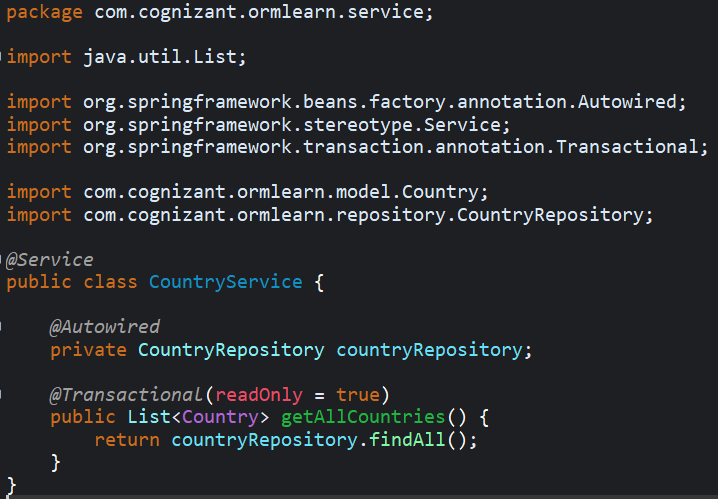 package com.cognizant.ormlearn.service;
import java.util.List;
import org.springframework.beans.factory.annotation.Autowired;
import org.springframework.stereotype.Service;
import org.springframework.transaction.annotation.Transactional;
import com.cognizant.ormlearn.model.Country;
import com.cognizant.ormlearn.repository.CountryRepository;
@Service
public class CountryService {
@Autowired
private CountryRepository countryRepository;
@Transactional(readOnly = true)
public List<Country> getAllCountries() {
return countryRepository.findAll();
}
}